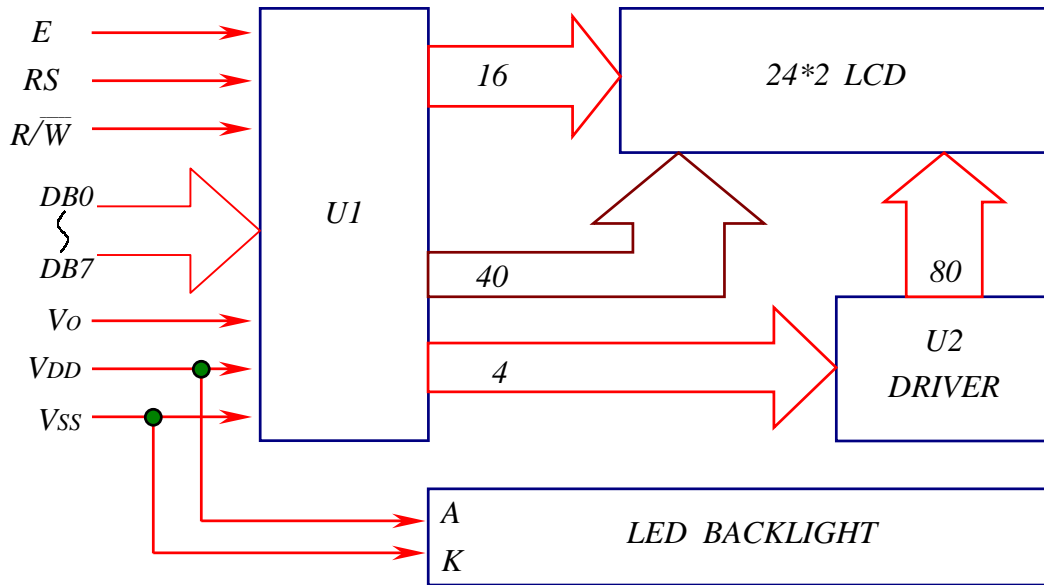 E
RS
R/W̅
DB0
DB7
VO
VDD
VSS
U1
16
40
4
24*2 LCD
80
U2
DRIVER
A
K
LED BACKLIGHT